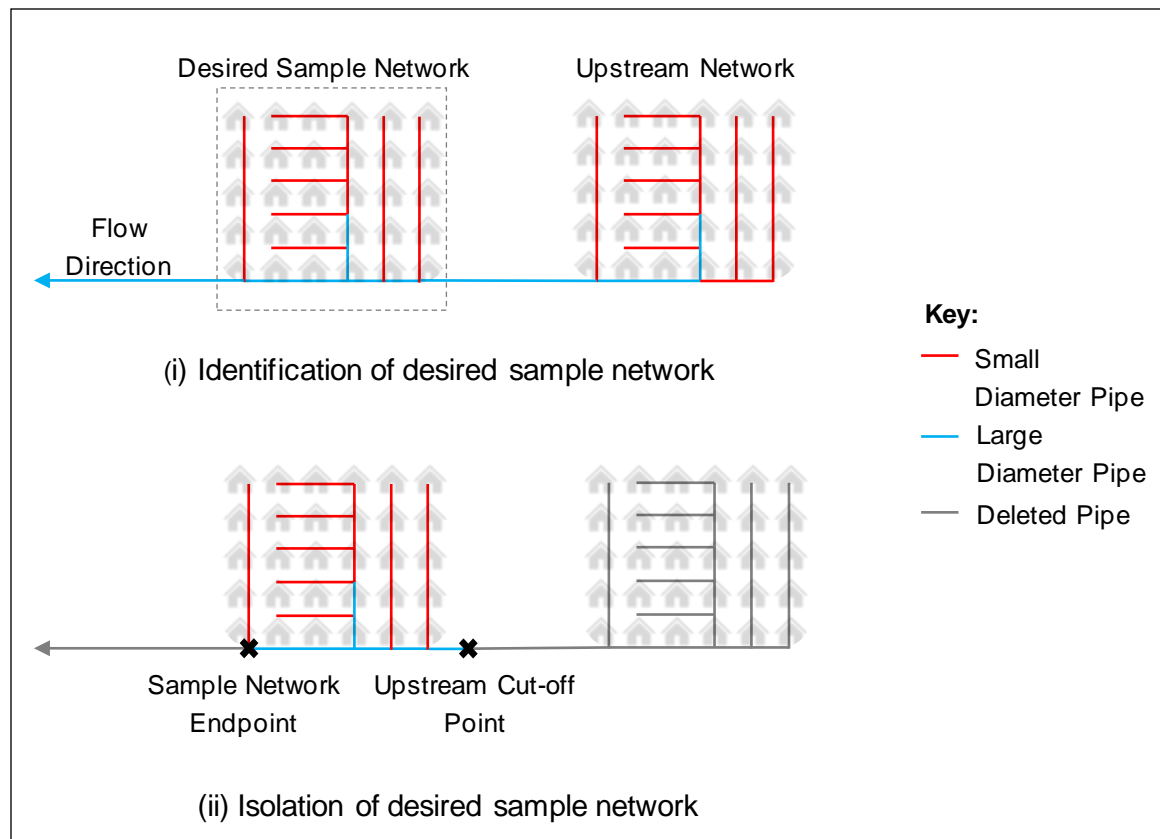 Desired Sample Network
Upstream Network
Flow
Direction
(i) Identification of desired sample network
Key:
Small
Diameter Pipe
Large
Diameter Pipe
Deleted Pipe
Sample Network
Endpoint
Upstream Cut-off
Point
(ii) Isolation of desired sample network